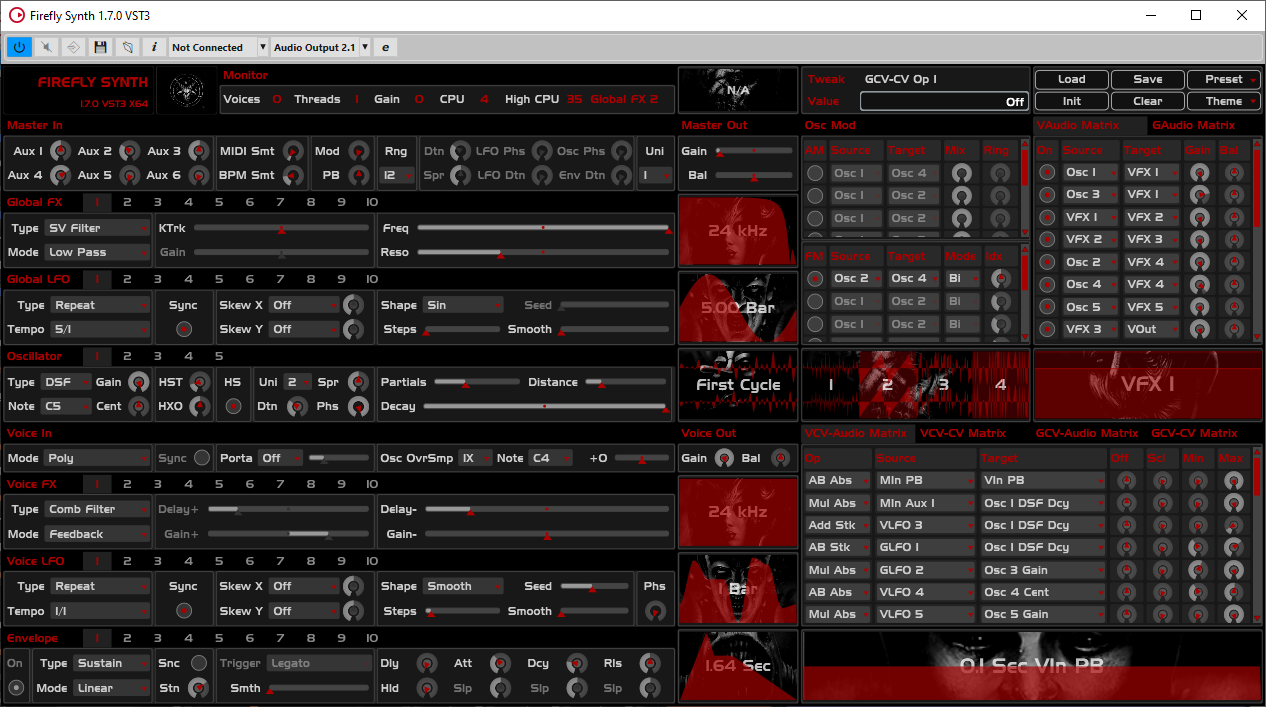 Firefly Synth 1.7.0 VST3
Not Connected Audio Output 2.1 e
FIREFLY SYNTH
1.7.0 VST3 X64
Monitor
Voices 0 Threads 1 Gain 0 CPU 4 High CPU 35 Global FX 2
N/A
Tweak GCV-CV Op 1
Value Off
Load Save Preset
Init Clear Theme
Master In
Aux 1 Aux 2 Aux 3 MIDI Smt Mod Rng Dtn LFO Phs Osc Phs Uni
Aux 4 Aux 5 Aux 6 BPM Smt PB 12 Spr LFO Dtn Env Dtn 1
Master Out
Gain
Bal
Osc Mod
AM Source Target Mix Ring
Osc 1 Osc 4
Osc 1 Osc 2
Osc 1 Osc 2
FM Source Target Mode Idx
Osc 2 Osc 4 Bi
Osc 1 Osc 2 Bi
Osc 1 Osc 2 Bi
VAudio Matrix GAudio Matrix
On Source Target Gain Bal
Osc 1 VFX 1
Osc 3 VFX 1
VFX 1 VFX 2
VFX 2 VFX 3
Osc 2 VFX 4
Osc 4 VFX 4
Osc 5 VFX 5
VFX 3 VOut
Global FX 1 2 3 4 5 6 7 8 9 10
Type SV Filter KTrk Freq
Mode Low Pass Gain Reso
24 kHz
Global LFO 1 2 3 4 5 6 7 8 9 10
Type Repeat Sync Skew X Off Shape Sin Seed
Tempo 5/1 Skew Y Off Steps Smooth
5.00 Bar
Oscillator 1 2 3 4 5
Type DSF Gain HST HS Uni 2 Spr Partials Distance
Note C5 Cent HXO Dtn Phs Decay
First Cycle
1 2 3 4
VFX 1
Voice In
Mode Poly Sync Porta Off Osc OvrSmp 1X Note C4 +0
Voice Out
Gain Bal
Voice FX 1 2 3 4 5 6 7 8 9 10
Type Comb Filter Delay+ Delay-
Mode Feedback Gain+ Gain-
24 kHz
Voice LFO 1 2 3 4 5 6 7 8 9 10
Type Repeat Sync Skew X Off Shape Smooth Seed Phs
Tempo 1/1 Skew Y Off Steps Smooth
1 Bar
Envelope 1 2 3 4 5 6 7 8 9 10
On Type Sustain Snc Trigger Legato Dly Att Dcy Rls
Mode Linear Stn Smth Hld Slp Slp Slp
1.64 Sec
VCV-Audio Matrix VCV-CV Matrix GCV-Audio Matrix GCV-CV Matrix
Op Source Target Off Scl Min Max
AB Abs MIn PB VIn PB
Mul Abs MIn Aux 1 Osc 1 DSF Dcy
Add Stk VLFO 3 Osc 1 DSF Dcy
AB Stk GLFO 1 Osc 1 DSF Dcy
Mul Abs GLFO 2 Osc 3 Gain
AB Abs VLFO 4 Osc 4 Cent
Mul Abs VLFO 5 Osc 5 Gain
0.1 Sec VIn PB